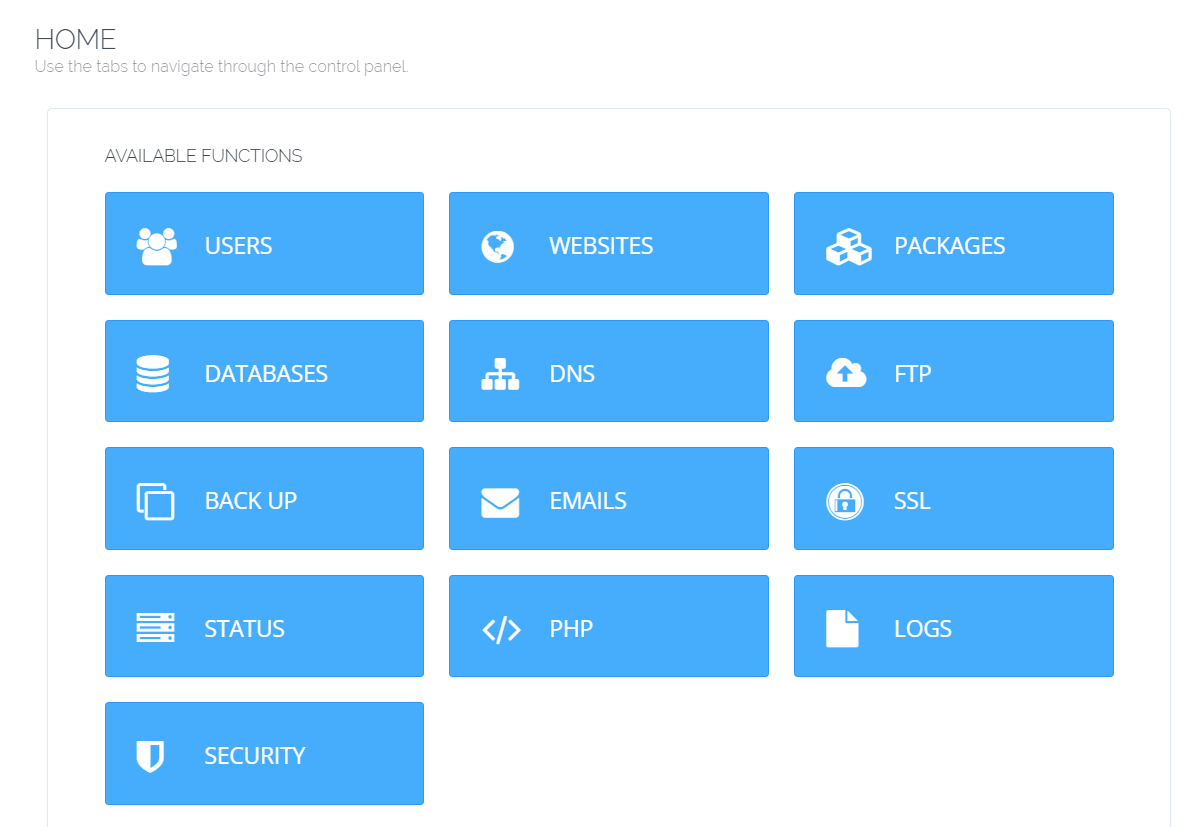 HOME
Use the tabs to navigate through the control panel.
AVAILABLE FUNCTIONS
USERS
WEBSITES
PACKAGES
DATABASES
DNS
FTP
BACK UP
EMAILS
SSL
STATUS
PHP
LOGS
SECURITY